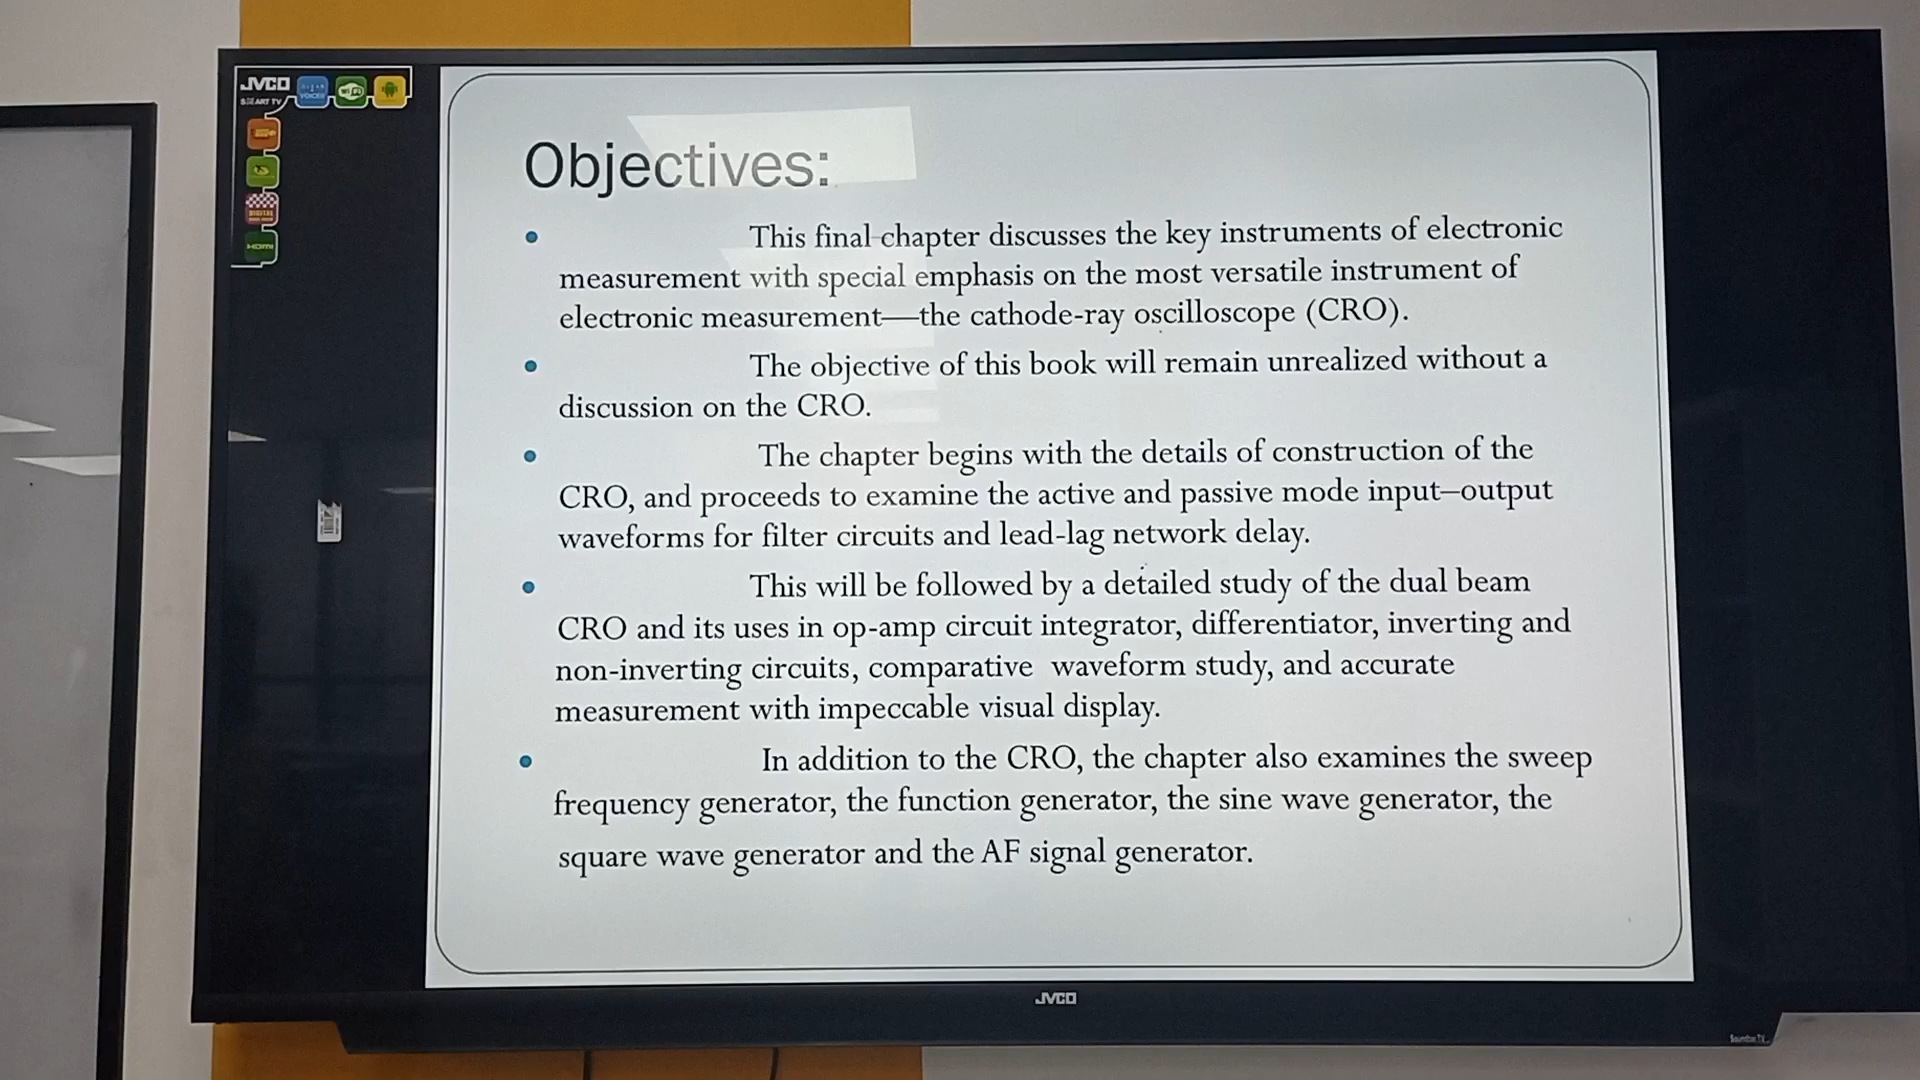 JVCO
SMART TV
VOICES
WiFi
DIGITAL
HDMI
Objectives:
• This final chapter discusses the key instruments of electronic
measurement with special emphasis on the most versatile instrument of
electronic measurement—the cathode-ray oscilloscope (CRO).
• The objective of this book will remain unrealized without a
discussion on the CRO.
• The chapter begins with the details of construction of the
CRO, and proceeds to examine the active and passive mode input–output
waveforms for filter circuits and lead-lag network delay.
• This will be followed by a detailed study of the dual beam
CRO and its uses in op-amp circuit integrator, differentiator, inverting and
non-inverting circuits, comparative waveform study, and accurate
measurement with impeccable visual display.
• In addition to the CRO, the chapter also examines the sweep
frequency generator, the function generator, the sine wave generator, the
square wave generator and the AF signal generator.
JVCO
Soundbar TV